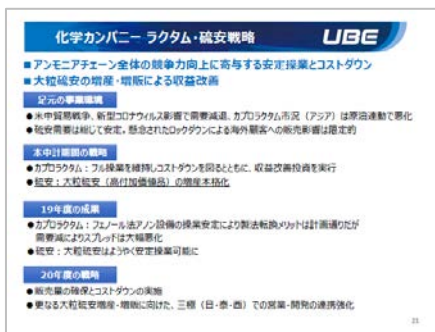 化学カンパニー ラクタム・硫安戦略
UBE
■アンモニアチェーン全体の競争力向上に寄与する安定操業とコストダウン
■大粒硫安の増産・増販による収益改善
足元の事業環境
●米中貿易戦争、新型コロナウィルス影響で需要減退、カプロラクタム市況（アジア）は原油連動で悪化
●硫安需要は総じて安定。懸念されたロックダウンによる海外顧客への販売影響は限定的
本中計期間の戦略
●カプロラクタム：フル操業を維持しコストダウンを図るとともに、収益改善投資を実行
●硫安：大粒硫安（高付加価値品）の増産本格化
19年度の成果
●カプロラクタム：フェノール法アノン設備の操業安定により製法転換メリットは計画通りだが
需要減によりスプレッドは大幅悪化
●硫安：大粒硫安はようやく安定操業可能に
20年度の戦略
●販売量の確保とコストダウンの実施
●更なる大粒硫安増産・増販に向けた、三極（日・泰・西）での営業・開発の連携強化